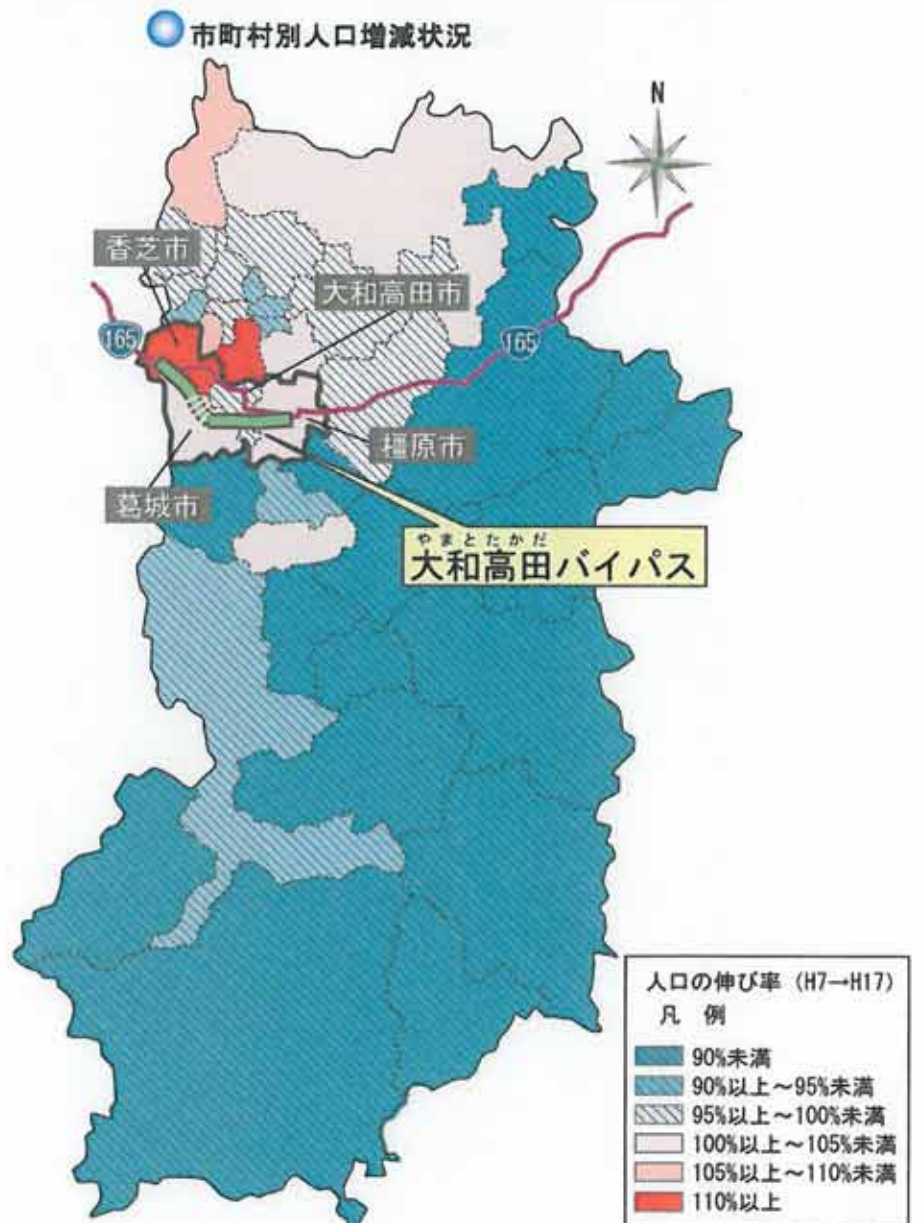 市町村別人口増減状況
N
香芝市
大和高田市
165
165
橿原市
葛城市
やまとたかだ
大和高田バイパス
人口の伸び率 (H7→H17)
凡 例
90%未満
90%以上～95%未満
95%以上～100%未満
100%以上～105%未満
105%以上～110%未満
110%以上